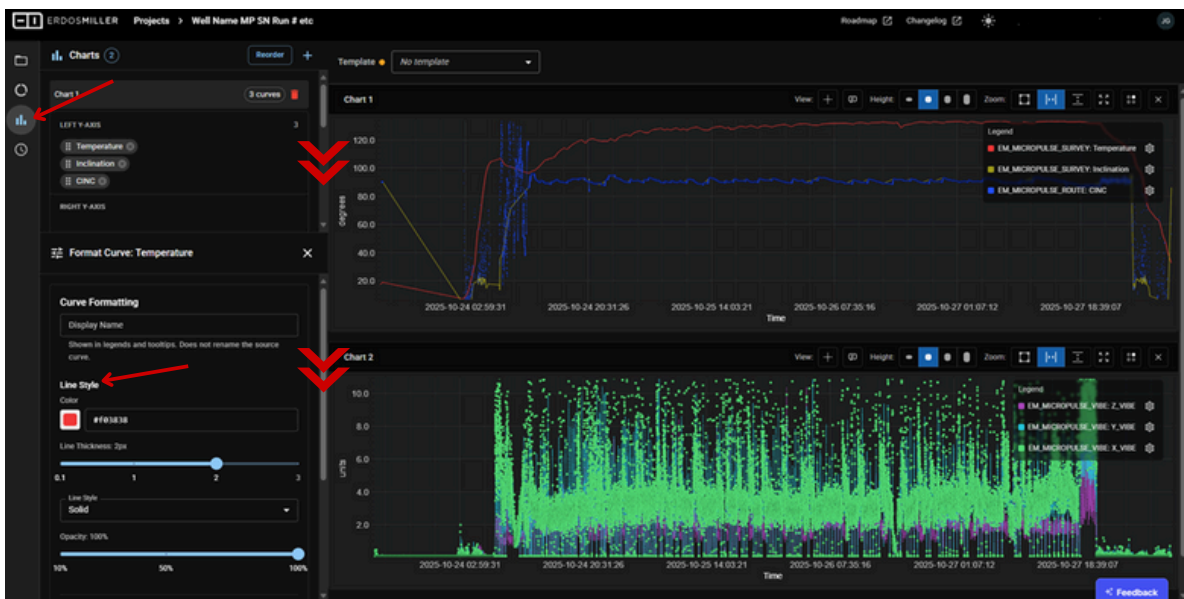 ERDOSMILLER Projects > Well Name MP SN Run # etc
Roadmap Changelog JG
Charts 2 Reorder +
Template No template
Chart 1 3 curves
LEFT Y-AXIS 3
Temperature
Inclination
CINC
RIGHT Y-AXIS
Format Curve: Temperature
Curve Formatting
Display Name
Shown in legends and tooltips. Does not rename the source
curve.
Line Style
Color
#f03838
Line Thickness: 2px
0.1 1 2 3
Line Style
Solid
Opacity: 100%
10% 50% 100%
Chart 1 View: Height: Zoom:
Legend
EM_MICROPULSE_SURVEY: Temperature
EM_MICROPULSE_SURVEY: Inclination
EM_MICROPULSE_ROUTE: CINC
degrees
120.0
100.0
80.0
60.0
40.0
20.0
2025-10-24 02:59:31 2025-10-24 20:31:26 2025-10-25 14:03:21 2025-10-26 07:35:16 2025-10-27 01:07:12 2025-10-27 18:39:07
Time
Chart 2 View: Height: Zoom:
Legend
EM_MICROPULSE_VIBE: Z_VIBE
EM_MICROPULSE_VIBE: Y_VIBE
EM_MICROPULSE_VIBE: X_VIBE
units
10.0
8.0
6.0
4.0
2.0
2025-10-24 02:59:31 2025-10-24 20:31:26 2025-10-25 14:03:21 2025-10-26 07:35:16 2025-10-27 01:07:12 2025-10-27 18:39:07
Time
Feedback